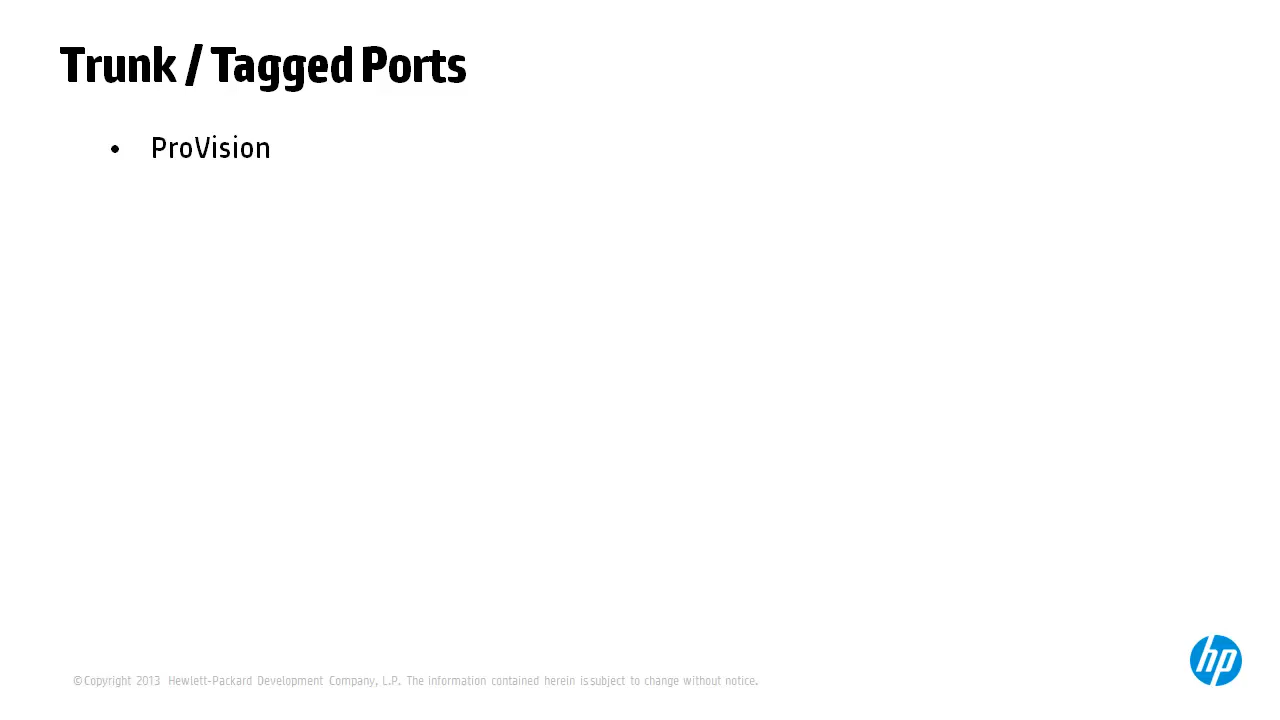 Trunk / Tagged Ports
• ProVision
hp
© Copyright 2013 Hewlett-Packard Development Company, L.P. The information contained herein is subject to change without notice.